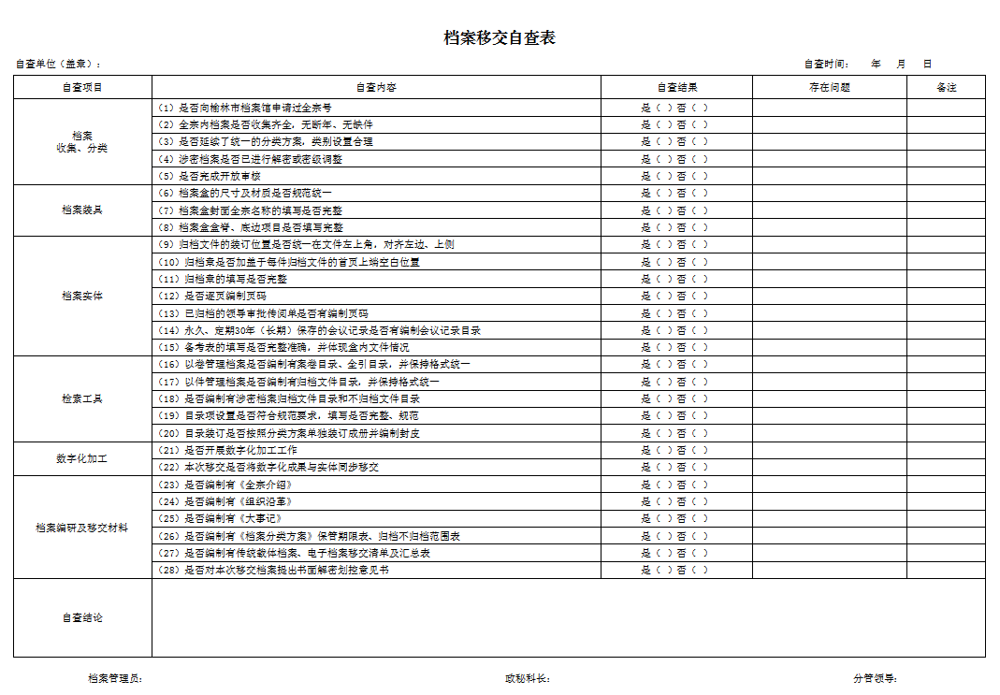 档案移交自查表
自查单位（盖章）： 自查时间： 年 月 日
自查项目 自查内容 自查结果 存在问题 备注
档案
收集、分类
（1）是否向榆林市档案馆申请过全宗号 是（ ）否（ ）
（2）全宗内档案是否收集齐全，无断年、无缺件 是（ ）否（ ）
（3）是否延续了统一的分类方案，类别设置合理 是（ ）否（ ）
（4）涉密档案是否已进行解密或密级调整 是（ ）否（ ）
（5）是否完成开放审核 是（ ）否（ ）
档案装具
（6）档案盒的尺寸及材质是否规范统一 是（ ）否（ ）
（7）档案盒封面全宗名称的填写是否完整 是（ ）否（ ）
（8）档案盒盒脊、底边项目是否填写完整 是（ ）否（ ）
档案实体
（9）归档文件的装订位置是否统一在文件左上角，对齐左边、上侧 是（ ）否（ ）
（10）归档章是否加盖于每件归档文件的首页上端空白位置 是（ ）否（ ）
（11）归档章的填写是否完整 是（ ）否（ ）
（12）是否逐页编制页码 是（ ）否（ ）
（13）已归档的领导审批传阅单是否有编制页码 是（ ）否（ ）
（14）永久、定期30年（长期）保存的会议记录是否有编制会议记录目录 是（ ）否（ ）
（15）备考表的填写是否完整准确，并体现盒内文件情况 是（ ）否（ ）
检索工具
（16）以卷管理档案是否编制有案卷目录、全引目录，并保持格式统一 是（ ）否（ ）
（17）以件管理档案是否编制有归档文件目录，并保持格式统一 是（ ）否（ ）
（18）是否编制有涉密档案归档文件目录和不归档文件目录 是（ ）否（ ）
（19）目录项设置是否符合规范要求，填写是否完整、规范 是（ ）否（ ）
（20）目录装订是否按照分类方案单独装订成册并编制封皮 是（ ）否（ ）
数字化加工
（21）是否开展数字化加工工作 是（ ）否（ ）
（22）本次移交是否将数字化成果与实体同步移交 是（ ）否（ ）
档案编研及移交材料
（23）是否编制有《全宗介绍》 是（ ）否（ ）
（24）是否编制有《组织沿革》 是（ ）否（ ）
（25）是否编制有《大事记》 是（ ）否（ ）
（26）是否编制有《档案分类方案》保管期限表、归档不归档范围表 是（ ）否（ ）
（27）是否编制有传统载体档案、电子档案移交清单及汇总表 是（ ）否（ ）
（28）是否对本次移交档案提出书面解密划控意见书 是（ ）否（ ）
自查结论
档案管理员： 政秘科长： 分管领导：